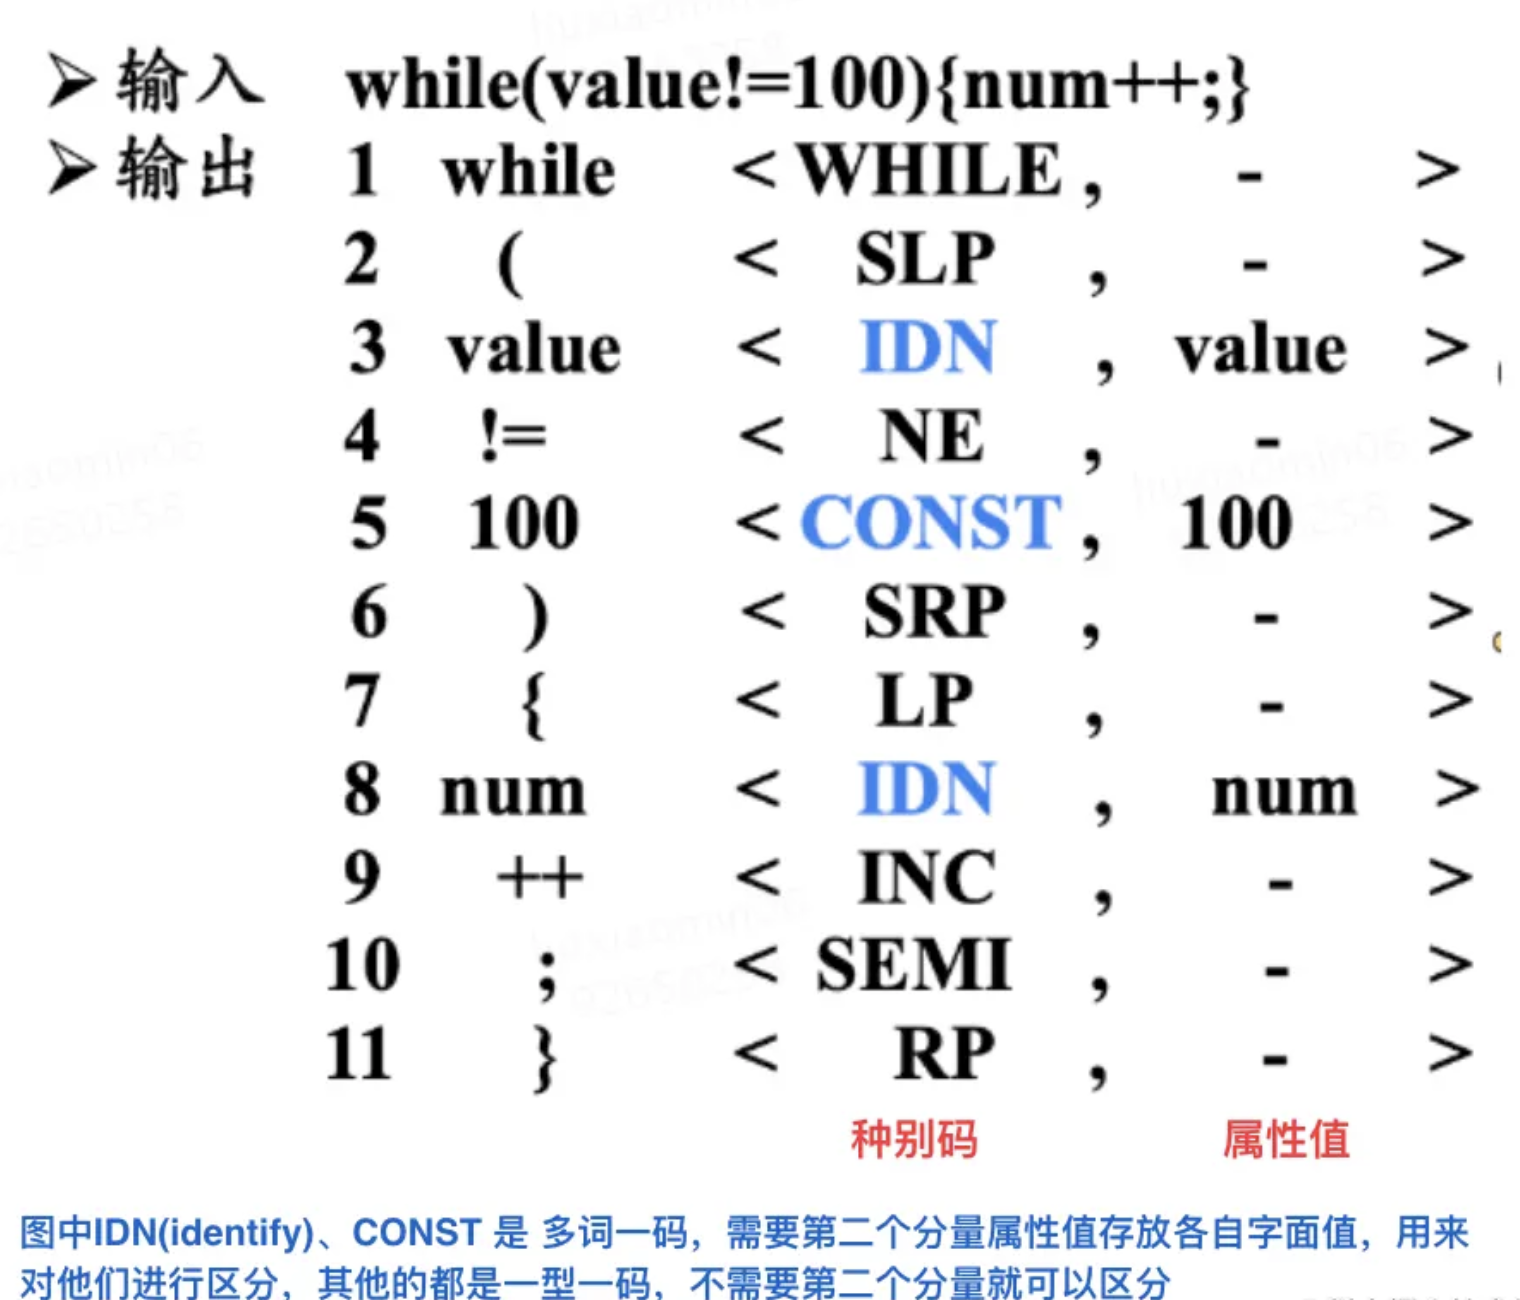 ➢输入 while(value!=100){num++;}
➢输出 1 while < WHILE , - >
2 ( < SLP , - >
3 value < IDN , value >
4 != < NE , - >
5 100 < CONST , 100 >
6 ) < SRP , - >
7 { < LP , - >
8 num < IDN , num >
9 ++ < INC , - >
10 ; < SEMI , - >
11 } < RP , - >
种别码 属性值
图中IDN(identify)、CONST 是 多词一码，需要第二个分量属性值存放各自字面值，用来
对他们进行区分，其他的都是一型一码，不需要第二个分量就可以区分